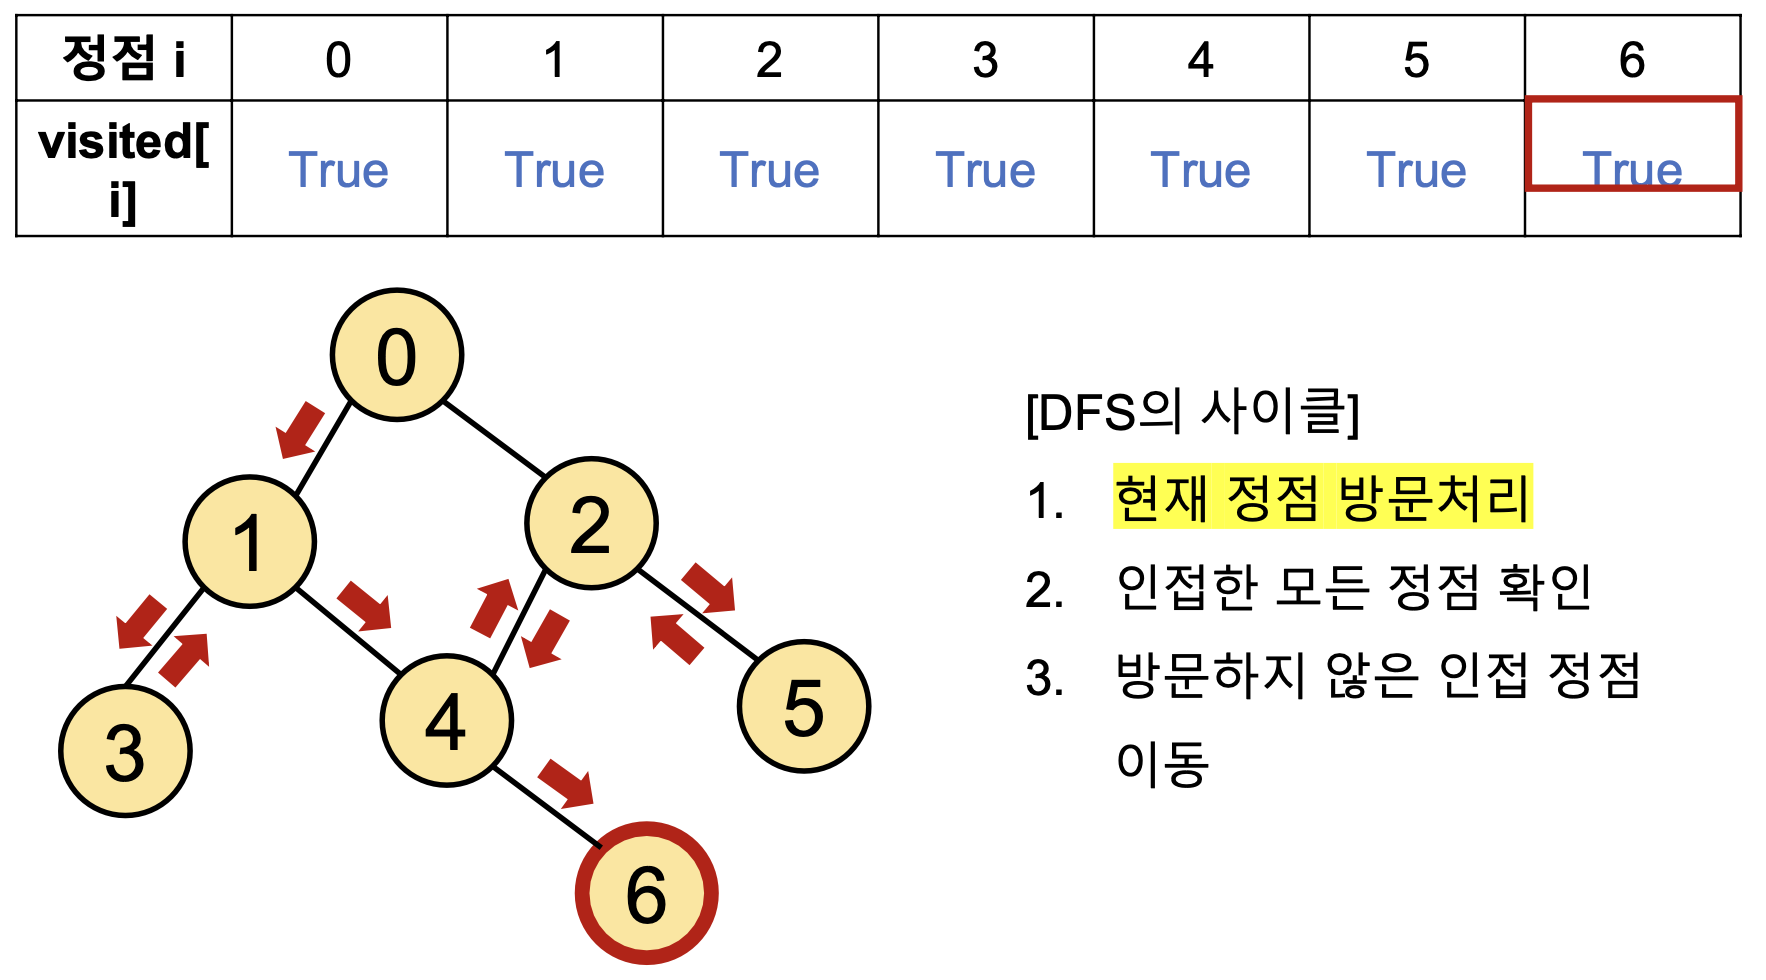 정점 i 0 1 2 3 4 5 6
visited[
i] True True True True True True True
0
1
2
3
4
5
6
[DFS의 사이클]
1. 현재 정점 방문처리
2. 인접한 모든 정점 확인
3. 방문하지 않은 인접 정점
이동